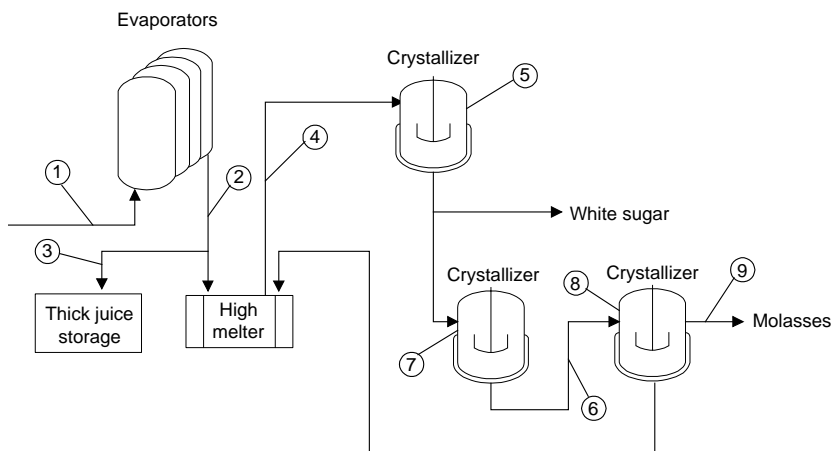 Evaporators
Crystallizer
5
4
1
2
White sugar
3
Crystallizer
Crystallizer
9
8
Thick juice
storage
High
melter
Molasses
7
6